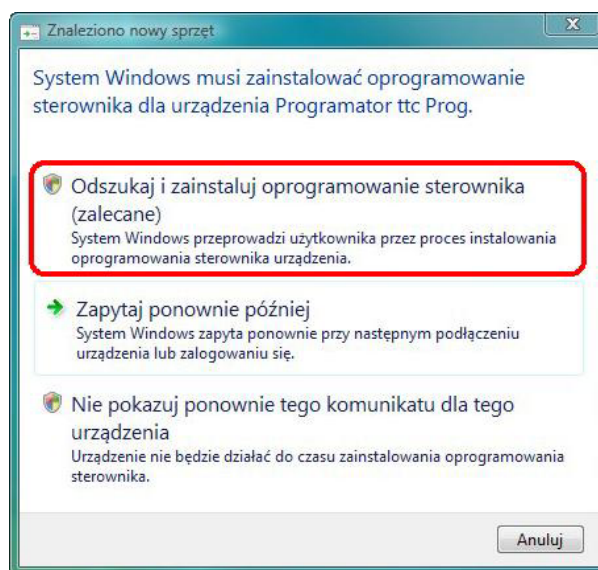 Znaleziono nowy sprzęt
System Windows musi zainstalować oprogramowanie
sterownika dla urządzenia Programator ttc Prog.
Odszukaj i zainstaluj oprogramowanie sterownika
(zalecane)
System Windows przeprowadzi użytkownika przez proces instalowania
oprogramowania sterownika urządzenia.
Zapytaj ponownie później
System Windows zapyta ponownie przy następnym podłączeniu
urządzenia lub zalogowaniu się.
Nie pokazuj ponownie tego komunikatu dla tego
urządzenia
Urządzenie nie będzie działać do czasu zainstalowania oprogramowania
sterownika.
Anuluj